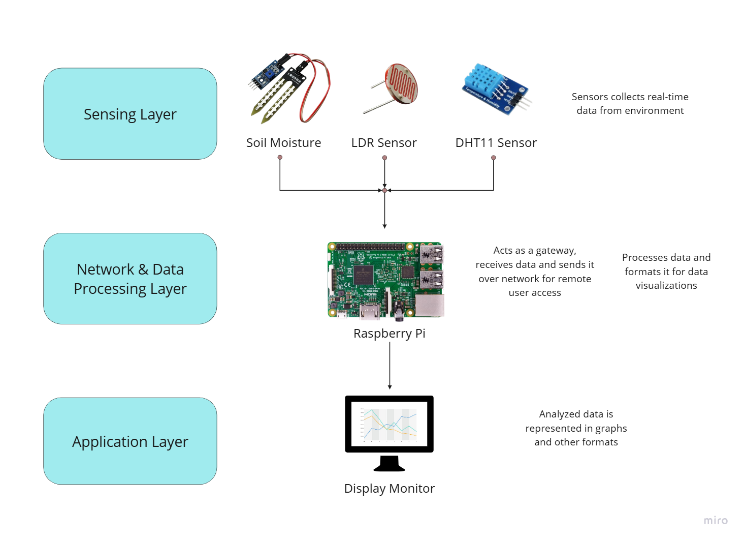 Sensing Layer
Soil Moisture
LDR Sensor
DHT11 Sensor
Sensors collects real-time
data from environment
Network & Data
Processing Layer
Raspberry Pi
Acts as a gateway,
receives data and sends it
over network for remote
user access
Processes data and
formats it for data
visualizations
Application Layer
Display Monitor
Analyzed data is
represented in graphs
and other formats
miro